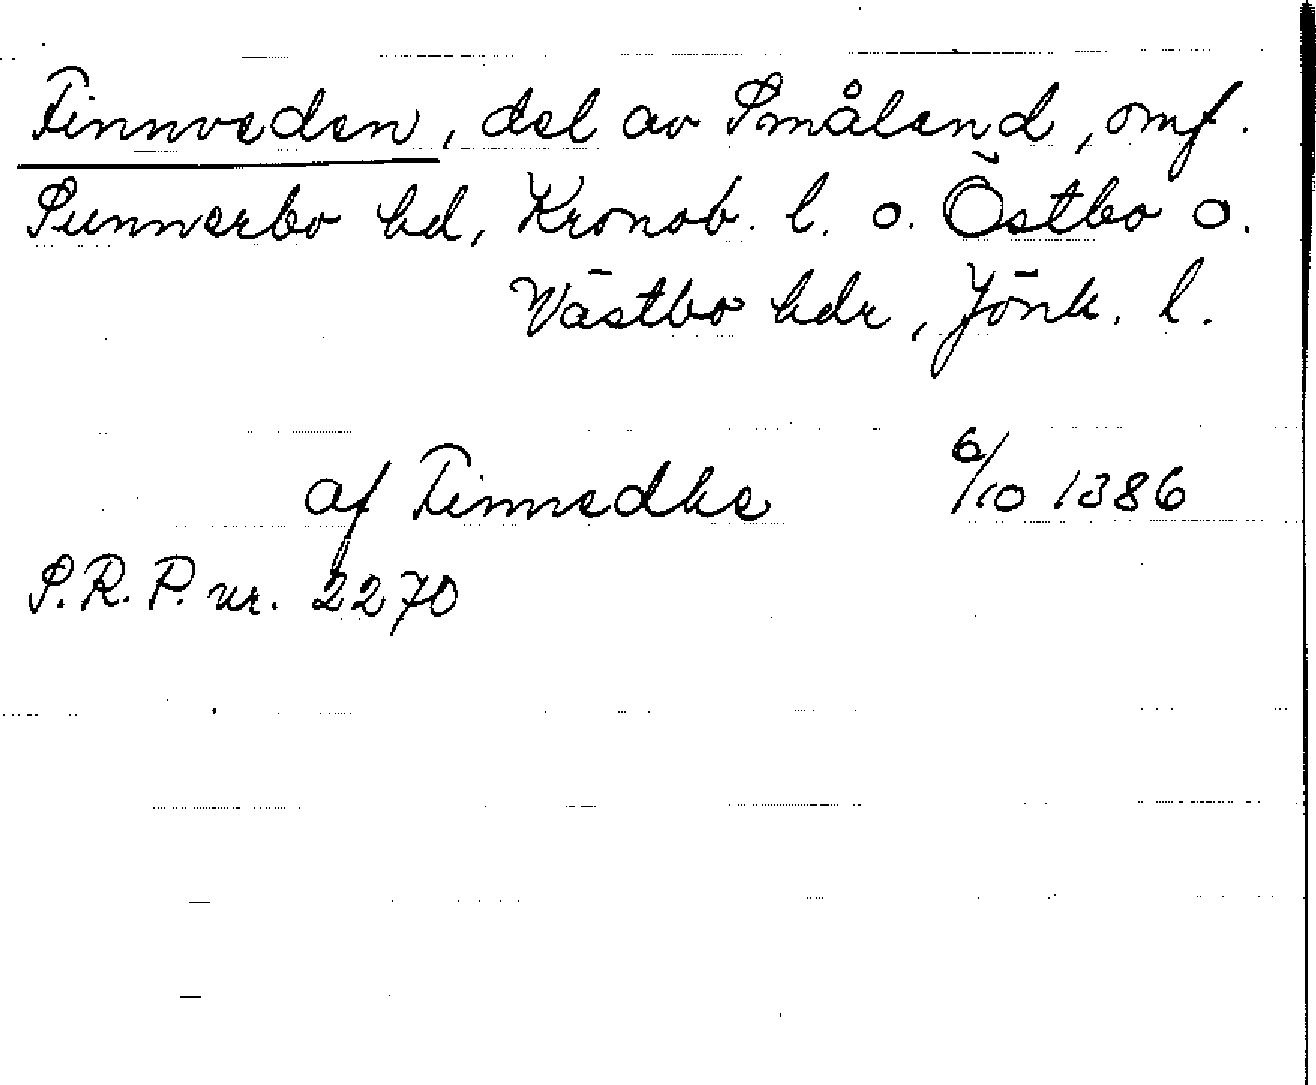 Finnveden, del av Småland, omf.
Sunnerbo hd, Kronob. l. o. Östbo o.
Västbo hdr, Jönk. l.
af Finnedhe 6/10 1386
S.R.P. nr. 2270